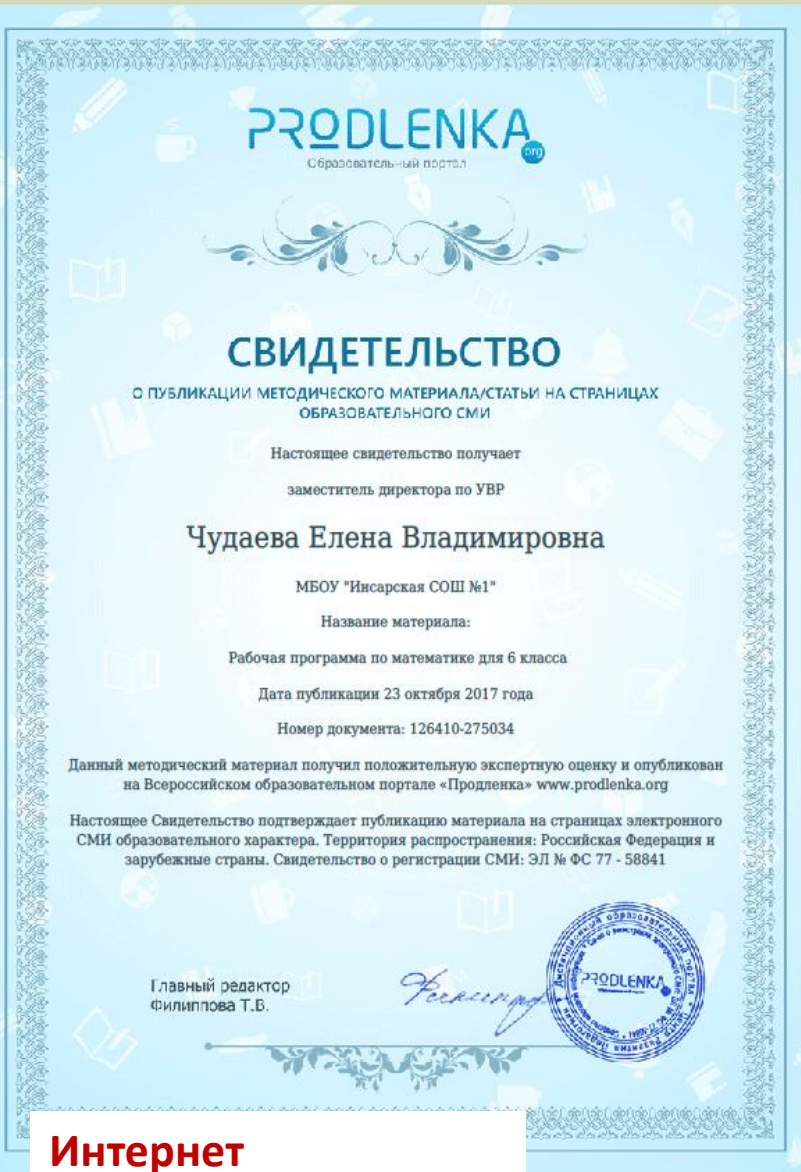 PRODLENKA.org
Образовательный портал
СВИДЕТЕЛЬСТВО
О ПУБЛИКАЦИИ МЕТОДИЧЕСКОГО МАТЕРИАЛА/СТАТЬИ НА СТРАНИЦАХ
ОБРАЗОВАТЕЛЬНОГО СМИ
Настоящее свидетельство получает
заместитель директора по УВР
Чудаева Елена Владимировна
МБОУ "Инсарская СОШ №1"
Название материала:
Рабочая программа по математике для 6 класса
Дата публикации 23 октября 2017 года
Номер документа: 126410-275034
Данный методический материал получил положительную экспертную оценку и опубликован
на Всероссийском образовательном портале «Продленка» www.prodlenka.org
Настоящее Свидетельство подтверждает публикацию материала на страницах электронного
СМИ образовательного характера. Территория распространения: Российская Федерация и
зарубежные страны. Свидетельство о регистрации СМИ: ЭЛ № ФС 77 - 58841
Главный редактор
Филиппова Т.В.
PRODLENKA
Дистанционный образовательный портал
Интернет